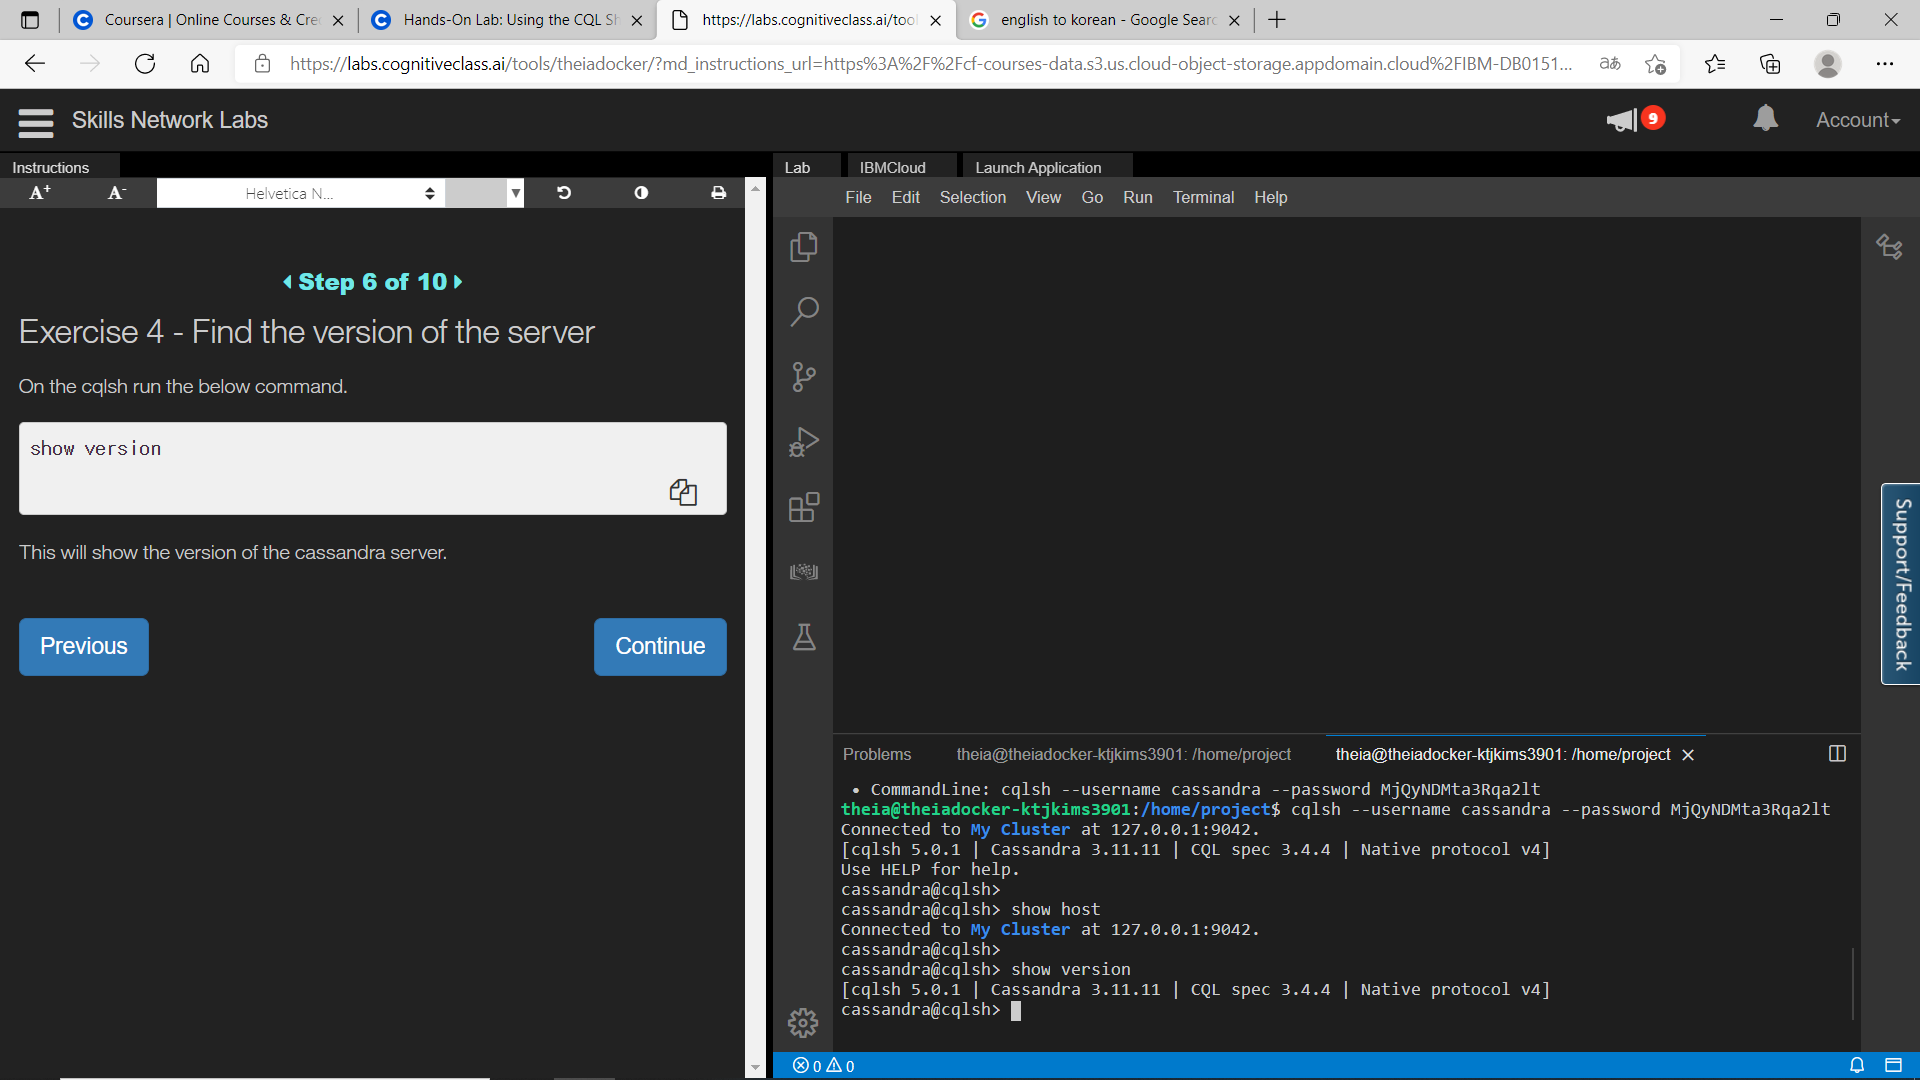 Coursera | Online Courses & Cre
Hands-On Lab: Using the CQL Sh
https://labs.cognitiveclass.ai/tool
english to korean - Google Searc
https://labs.cognitiveclass.ai/tools/theiadocker/?md_instructions_url=https%3A%2F%2Fcf-courses-data.s3.us.cloud-object-storage.appdomain.cloud%2FIBM-DB0151...
aあ
Skills Network Labs
9
Account
Instructions
A+
A-
Helvetica N...
Step 6 of 10
Exercise 4 - Find the version of the server
On the cqlsh run the below command.
show version
This will show the version of the cassandra server.
Previous
Continue
Lab
IBMCloud
Launch Application
File Edit Selection View Go Run Terminal Help
Support/Feedback
Problems
theia@theiadocker-ktjkims3901: /home/project
theia@theiadocker-ktjkims3901: /home/project
• CommandLine: cqlsh --username cassandra --password MjQyNDMta3Rqa2lt
theia@theiadocker-ktjkims3901:/home/project$ cqlsh --username cassandra --password MjQyNDMta3Rqa2lt
Connected to My Cluster at 127.0.0.1:9042.
[cqlsh 5.0.1 | Cassandra 3.11.11 | CQL spec 3.4.4 | Native protocol v4]
Use HELP for help.
cassandra@cqlsh>
cassandra@cqlsh> show host
Connected to My Cluster at 127.0.0.1:9042.
cassandra@cqlsh>
cassandra@cqlsh> show version
[cqlsh 5.0.1 | Cassandra 3.11.11 | CQL spec 3.4.4 | Native protocol v4]
cassandra@cqlsh>
0 0